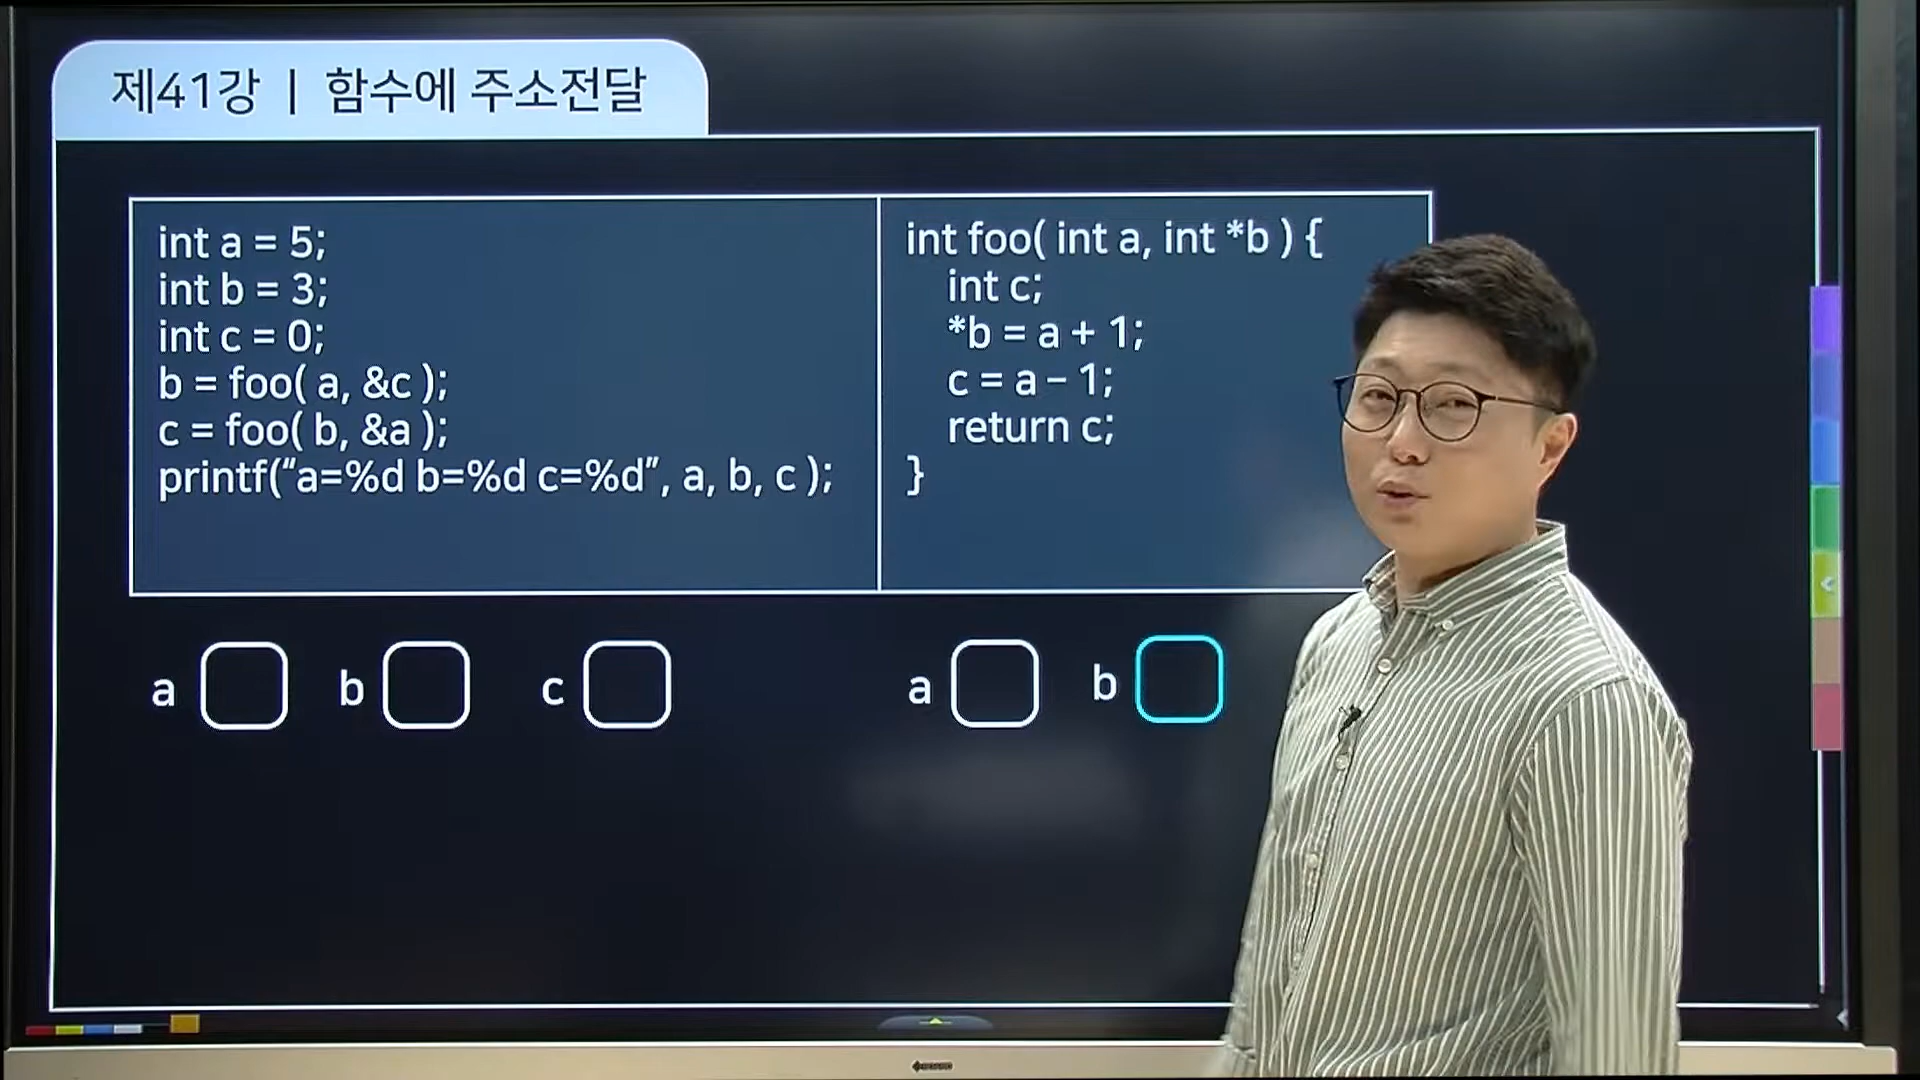 제41강 | 함수에 주소전달
int a = 5;
int b = 3;
int c = 0;
b = foo( a, &c );
c = foo( b, &a );
printf(“a=%d b=%d c=%d”, a, b, c );
int foo( int a, int *b ) {
int c;
*b = a + 1;
c = a – 1;
return c;
}
a b c
a b